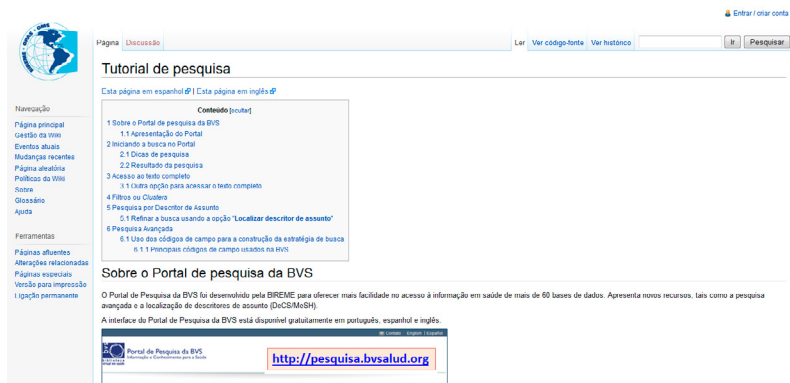 Entrar / criar conta
BIREME - OPAS - OMS
Página Discussão Ler Ver código-fonte Ver histórico Ir Pesquisar
Tutorial de pesquisa
Esta página em espanhol | Esta página em inglês
Conteúdo [ocultar]
1 Sobre o Portal de pesquisa da BVS
1.1 Apresentação do Portal
2 Iniciando a busca no Portal
2.1 Dicas de pesquisa
2.2 Resultado da pesquisa
3 Acesso ao texto completo
3.1 Outra opção para acessar o texto completo
4 Filtros ou Clusters
5 Pesquisa por Descritor de Assunto
5.1 Refinar a busca usando a opção "Localizar descritor de assunto"
6 Pesquisa Avançada
6.1 Uso dos códigos de campo para a construção da estratégia de busca
6.1.1 Principais códigos de campo usados na BVS
Navegação
Página principal
Gestão da Wiki
Eventos atuais
Mudanças recentes
Página aleatória
Políticas da Wiki
Sobre
Glossário
Ajuda
Ferramentas
Páginas afluentes
Alterações relacionadas
Páginas especiais
Versão para impressão
Ligação permanente
Sobre o Portal de pesquisa da BVS
O Portal de Pesquisa da BVS foi desenvolvido pela BIREME para oferecer mais facilidade no acesso à informação em saúde de mais de 60 bases de dados. Apresenta novos recursos, tais como a pesquisa
avançada e a localização de descritores de assunto (DeCS/MeSH).
A interface do Portal de Pesquisa da BVS está disponível gratuitamente em português, espanhol e inglês.
Contato English | Español
Portal de Pesquisa da BVS
Informação e Conhecimento para a Saúde
http://pesquisa.bvsalud.org